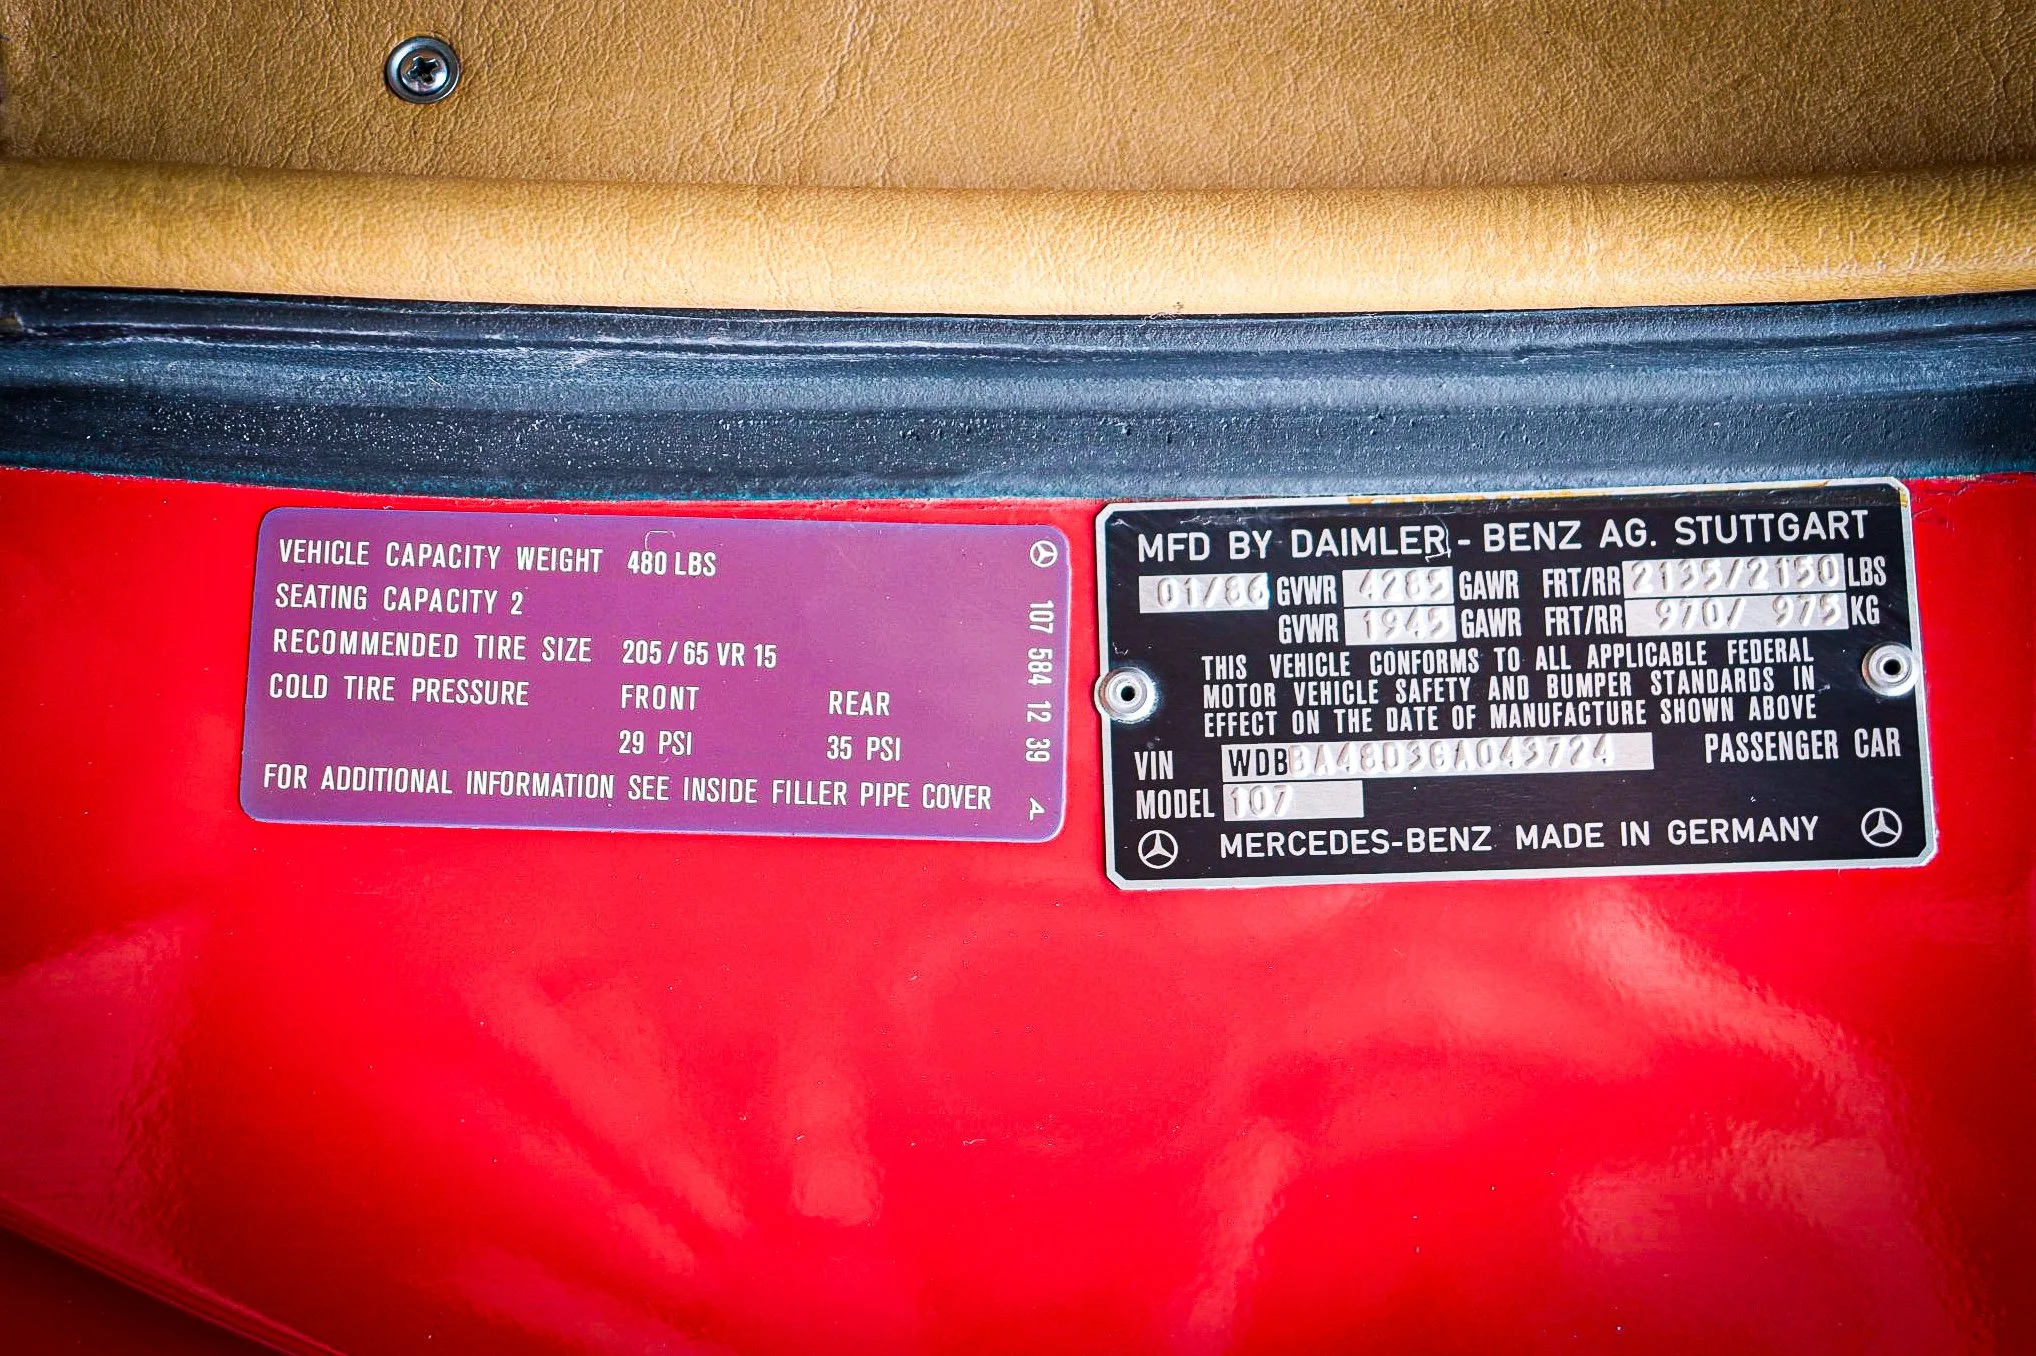 VEHICLE CAPACITY WEIGHT 480 LBS
SEATING CAPACITY 2
RECOMMENDED TIRE SIZE 205/65 VR 15
COLD TIRE PRESSURE FRONT REAR
29 PSI 35 PSI
FOR ADDITIONAL INFORMATION SEE INSIDE FILLER PIPE COVER
107 584 12 39 A
MFD BY DAIMLER-BENZ AG. STUTTGART
01/86 GVWR 4285 GAWR FRT/RR 2135/2150 LBS
GVWR 1945 GAWR FRT/RR 970/ 975 KG
THIS VEHICLE CONFORMS TO ALL APPLICABLE FEDERAL
MOTOR VEHICLE SAFETY AND BUMPER STANDARDS IN
EFFECT ON THE DATE OF MANUFACTURE SHOWN ABOVE
VIN WDBBA48D3GA043724 PASSENGER CAR
MODEL 107
MERCEDES-BENZ MADE IN GERMANY